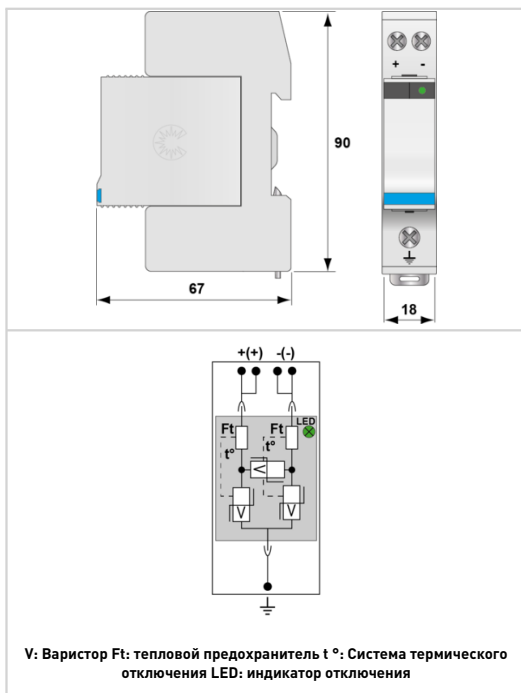 + -
90
67
18
+(+) -(-)
Ft Ft LED
t° t°
V
V V
V: Варистор Ft: тепловой предохранитель t °: Система термического
отключения LED: индикатор отключения